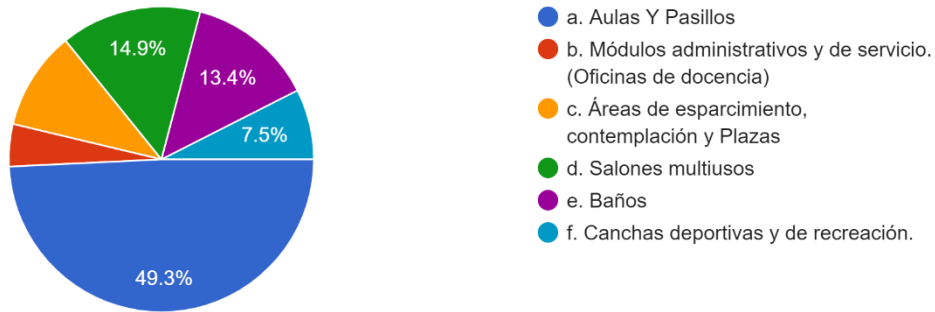 14.9%
13.4%
7.5%
49.3%
a. Aulas Y Pasillos
b. Módulos administrativos y de servicio.
(Oficinas de docencia)
c. Áreas de esparcimiento,
contemplación y Plazas
d. Salones multiusos
e. Baños
f. Canchas deportivas y de recreación.